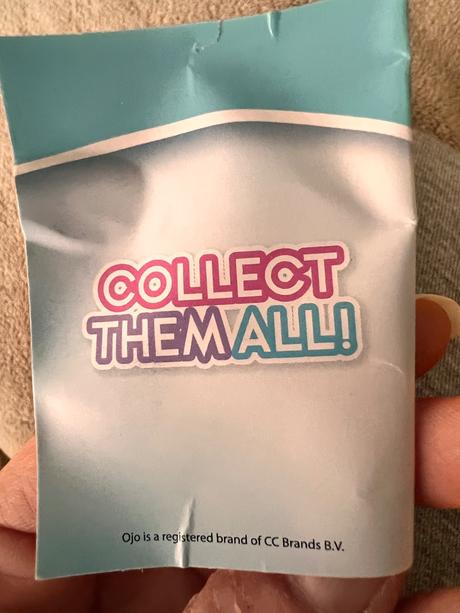 COLLECT
THEM ALL!
Ojo is a registered brand of CC Brands B.V.